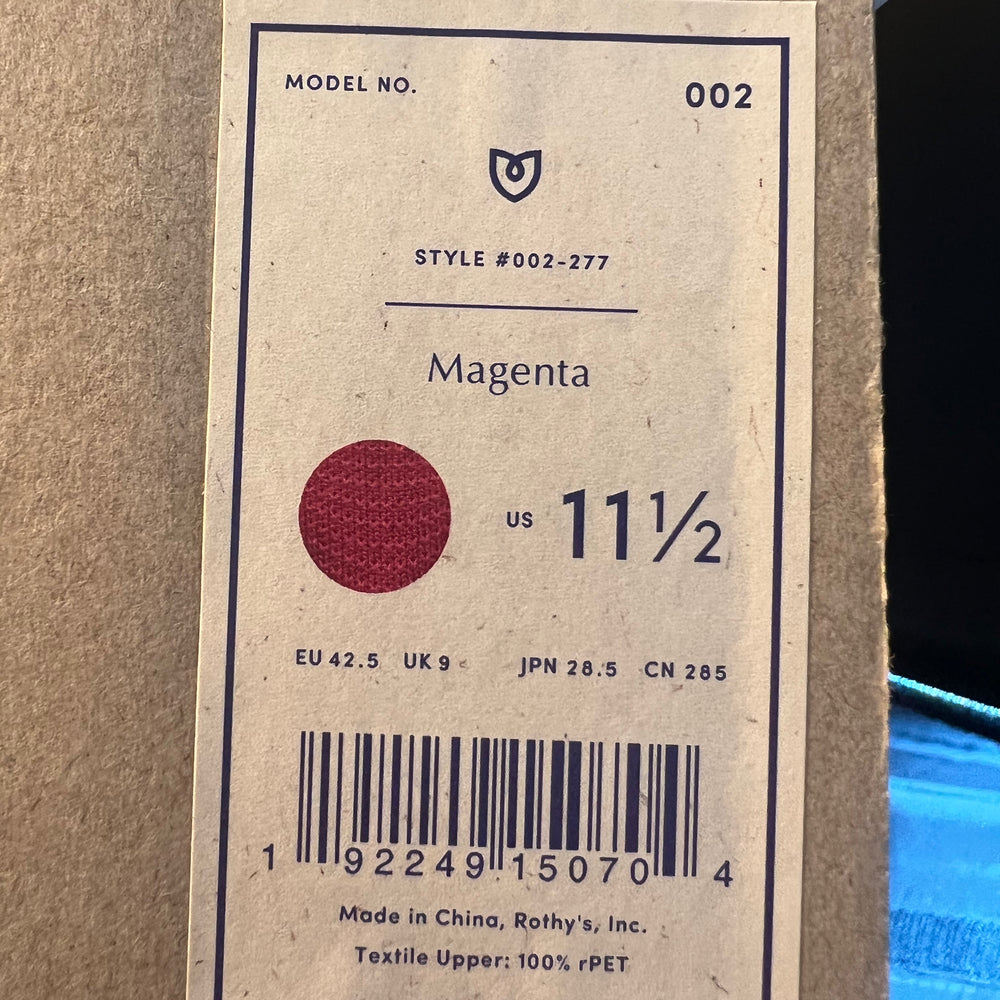 MODEL NO. 002
STYLE #002-277
Magenta
US 11½
EU 42.5 UK 9 JPN 28.5 CN 285
1 92249 15070 4
Made in China, Rothy's, Inc.
Textile Upper: 100% rPET